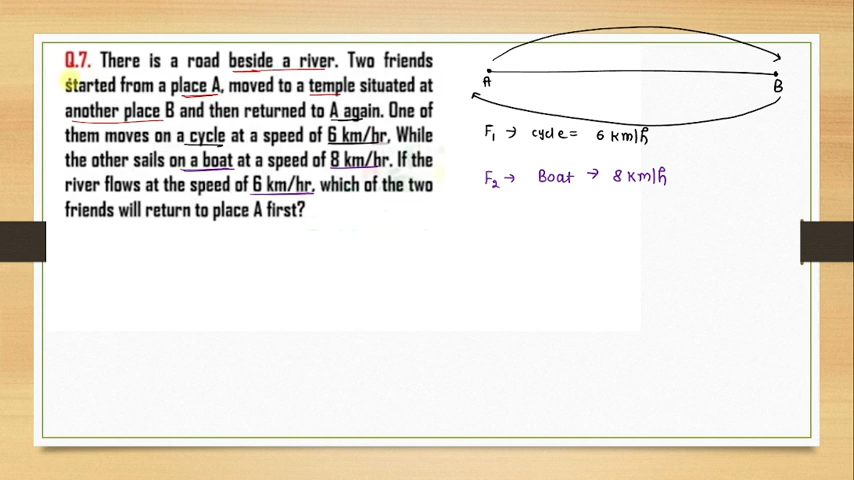 Q.7. There is a road beside a river. Two friends
started from a place A, moved to a temple situated at
another place B and then returned to A again. One of
them moves on a cycle at a speed of 6 km/hr, While
the other sails on a boat at a speed of 8 km/hr. If the
river flows at the speed of 6 km/hr, which of the two
friends will return to place A first?
A
B
F1 → cycle = 6 km/h
F2 → Boat → 8 km/h